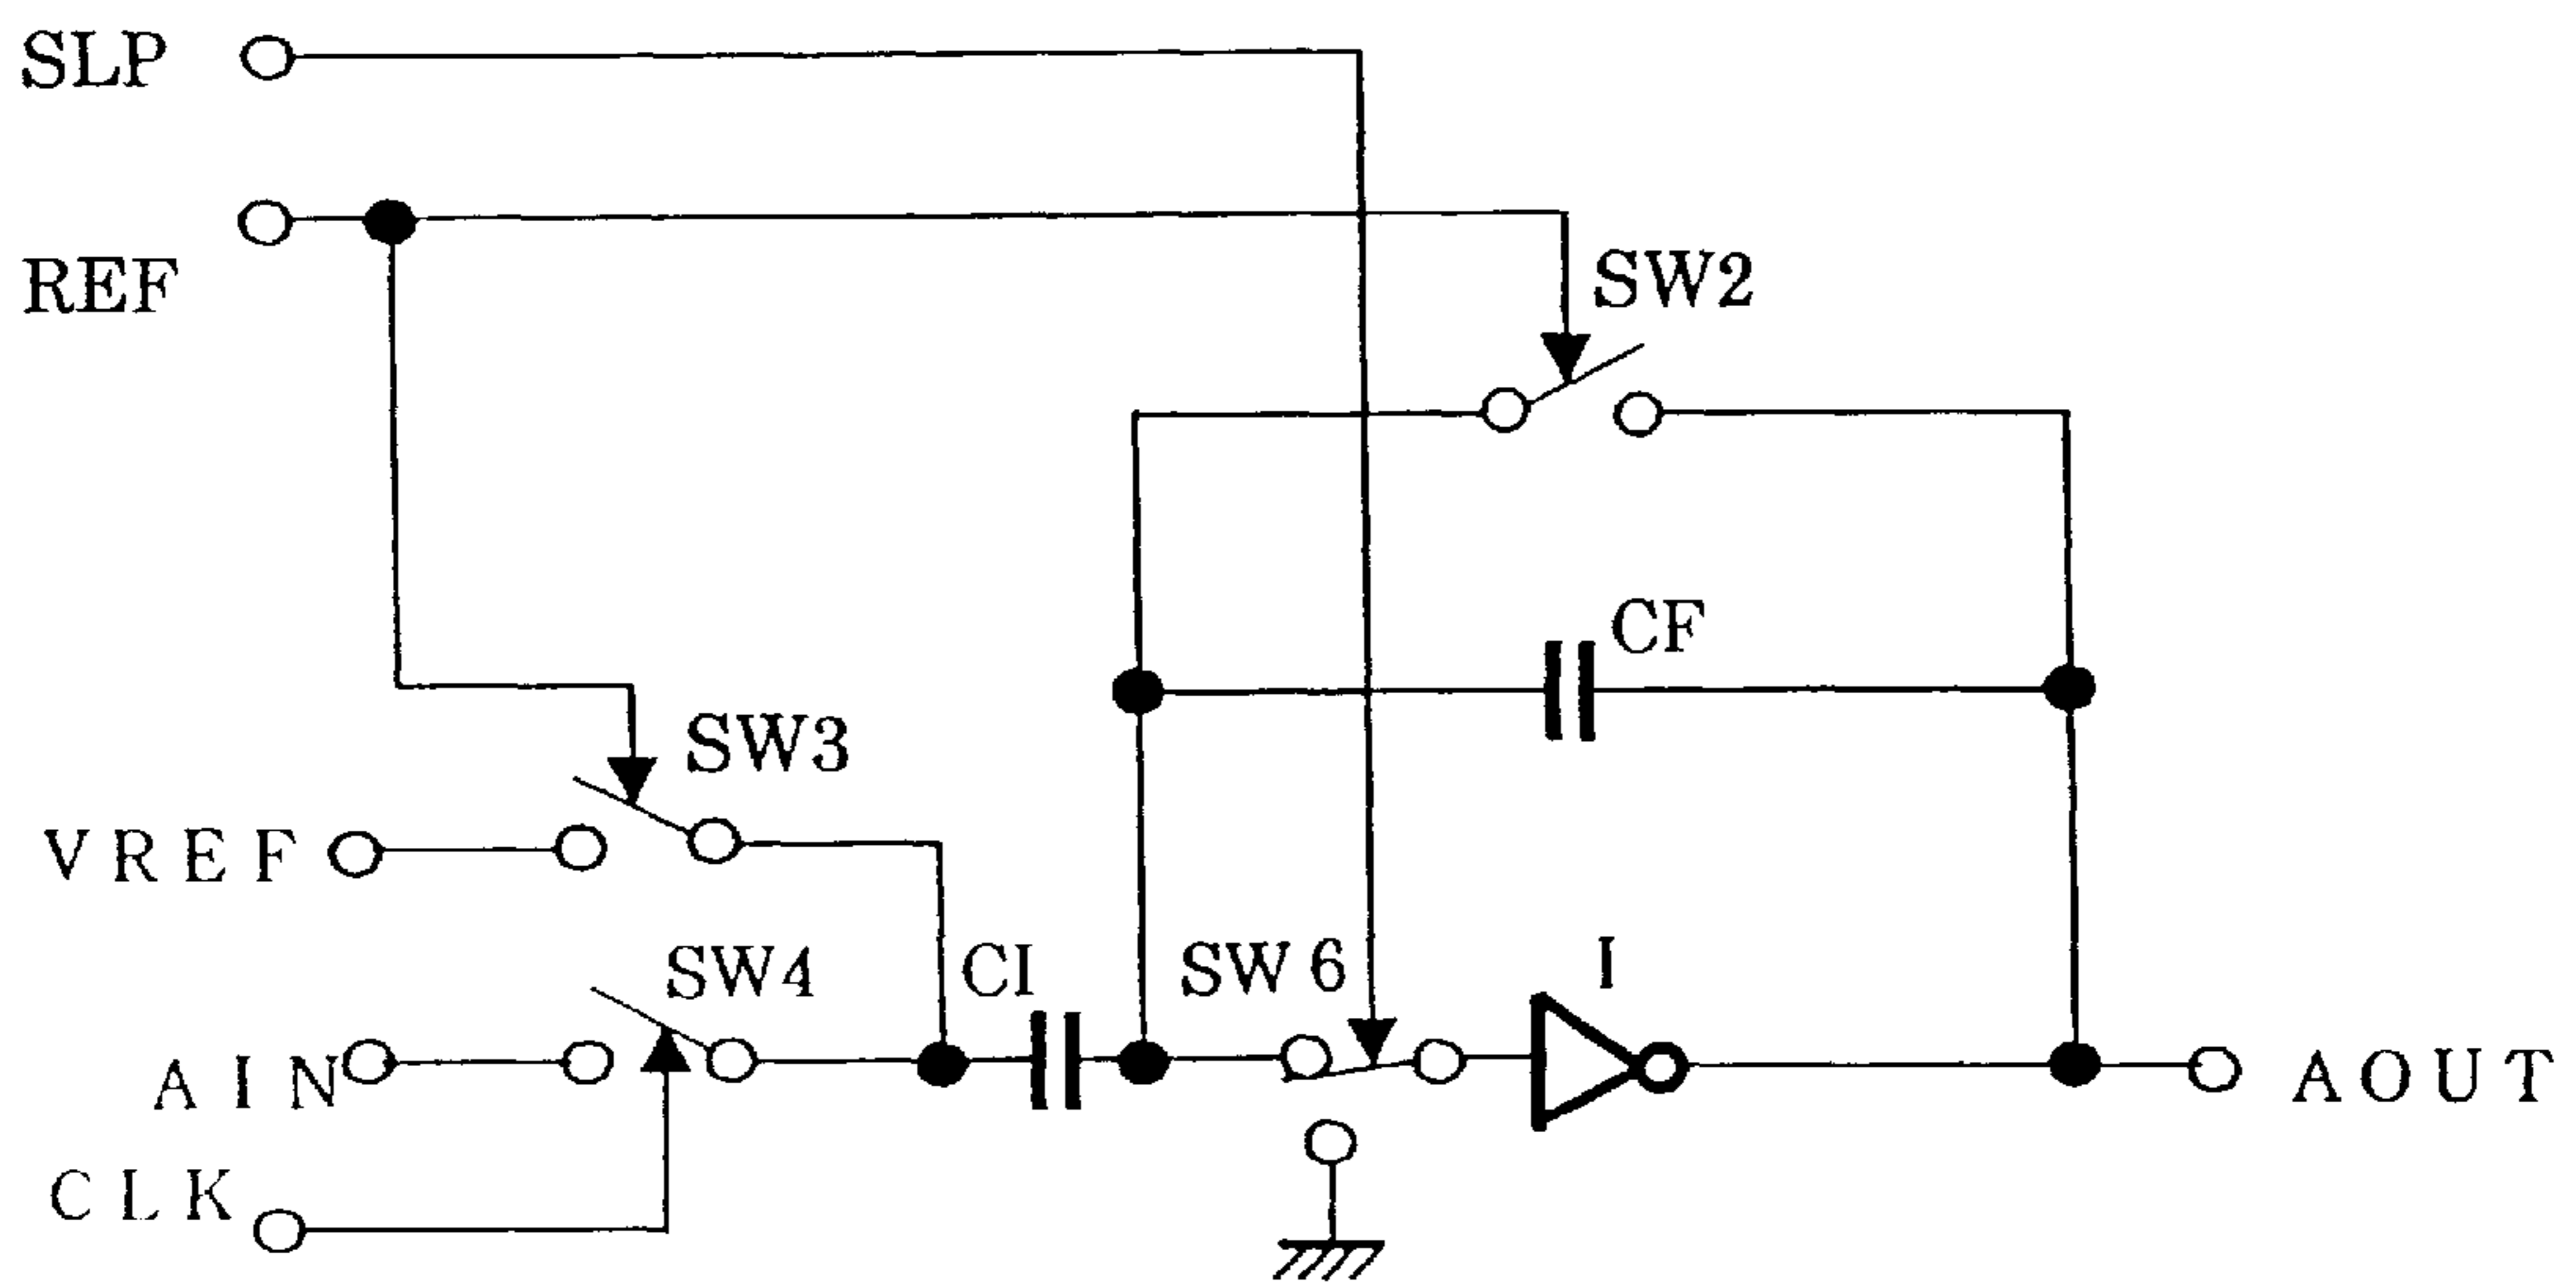 SLP
REF
SW2
CF
SW3
VREF
SW4
CI
SW6
I
AIN
AOUT
CLK